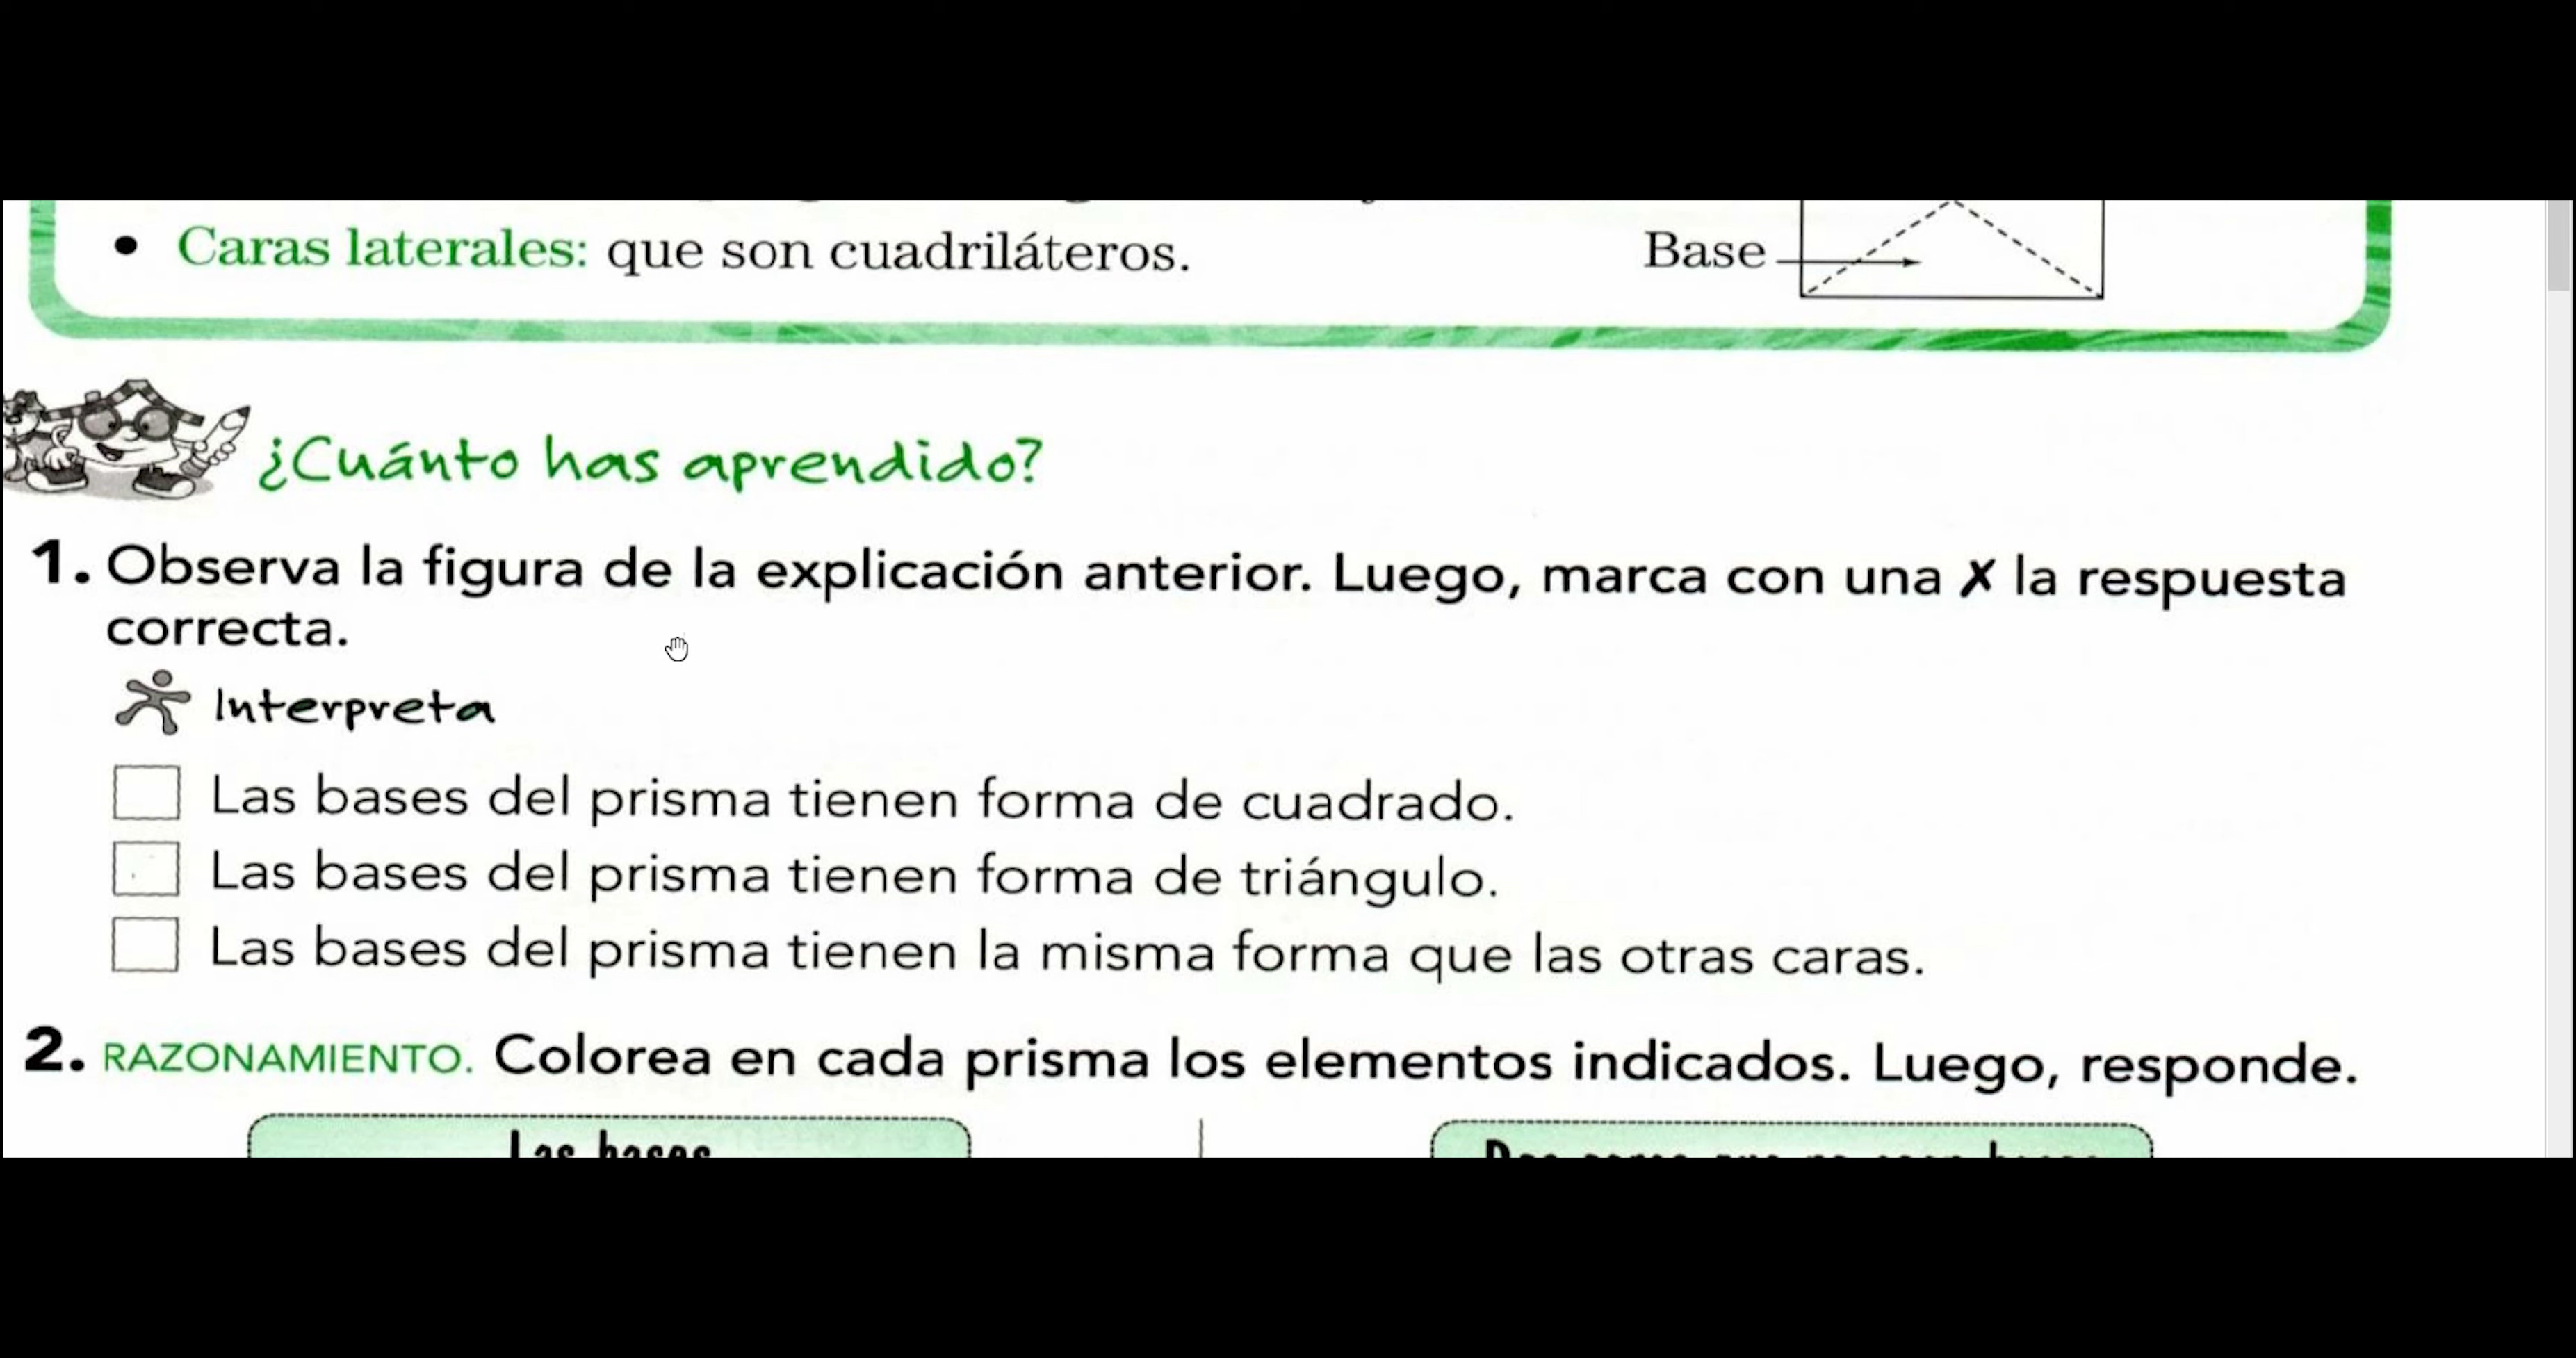 • Caras laterales: que son cuadriláteros.
Base
¿Cuánto has aprendido?
1. Observa la figura de la explicación anterior. Luego, marca con una ✗ la respuesta
correcta.
Interpreta
Las bases del prisma tienen forma de cuadrado.
Las bases del prisma tienen forma de triángulo.
Las bases del prisma tienen la misma forma que las otras caras.
2. RAZONAMIENTO. Colorea en cada prisma los elementos indicados. Luego, responde.
Las bases